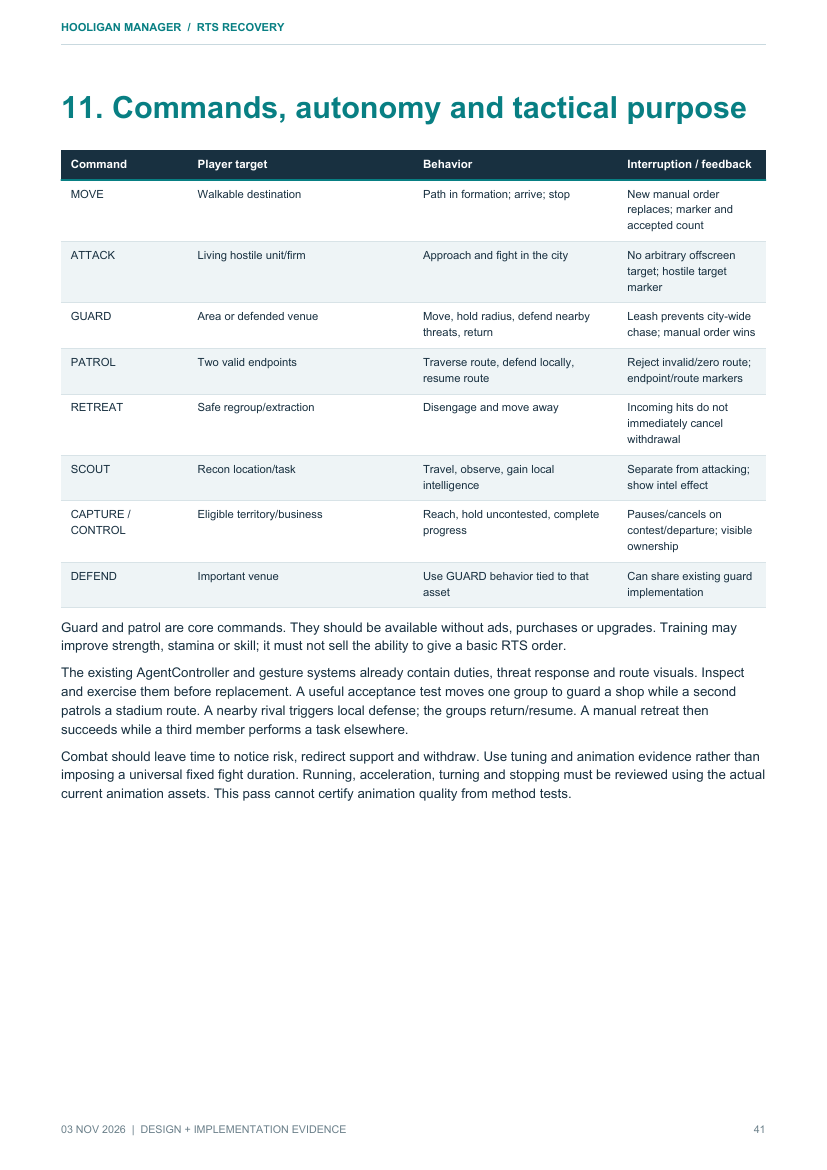 HOOLIGAN MANAGER / RTS RECOVERY
11. Commands, autonomy and tactical purpose
Command Player target Behavior Interruption / feedback
MOVE Walkable destination Path in formation; arrive; stop New manual order
replaces; marker and
accepted count
ATTACK Living hostile unit/firm Approach and fight in the city No arbitrary offscreen
target; hostile target
marker
GUARD Area or defended venue Move, hold radius, defend nearby Leash prevents city-wide
threats, return chase; manual order wins
PATROL Two valid endpoints Traverse route, defend locally, Reject invalid/zero route;
resume route endpoint/route markers
RETREAT Safe regroup/extraction Disengage and move away Incoming hits do not
immediately cancel
withdrawal
SCOUT Recon location/task Travel, observe, gain local Separate from attacking;
intelligence show intel effect
CAPTURE / Eligible territory/business Reach, hold uncontested, complete Pauses/cancels on
CONTROL progress contest/departure; visible
ownership
DEFEND Important venue Use GUARD behavior tied to that Can share existing guard
asset implementation
Guard and patrol are core commands. They should be available without ads, purchases or upgrades. Training may
improve strength, stamina or skill; it must not sell the ability to give a basic RTS order.
The existing AgentController and gesture systems already contain duties, threat response and route visuals. Inspect
and exercise them before replacement. A useful acceptance test moves one group to guard a shop while a second
patrols a stadium route. A nearby rival triggers local defense; the groups return/resume. A manual retreat then
succeeds while a third member performs a task elsewhere.
Combat should leave time to notice risk, redirect support and withdraw. Use tuning and animation evidence rather than
imposing a universal fixed fight duration. Running, acceleration, turning and stopping must be reviewed using the actual
current animation assets. This pass cannot certify animation quality from method tests.
03 NOV 2026 | DESIGN + IMPLEMENTATION EVIDENCE 41